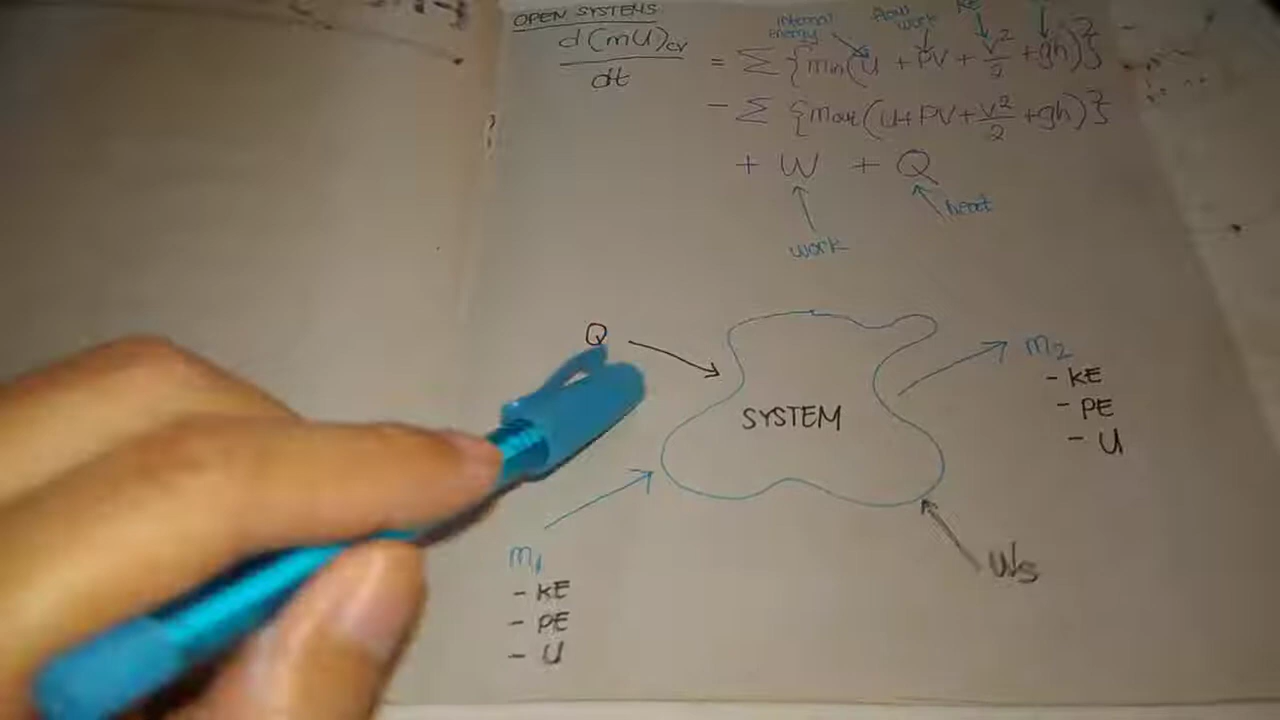 OPEN SYSTEMS
internal energy flow work KE
d(mU)cv/dt = Σ {min(U + PV + v²/2 + gh)}
- Σ {mout(U + PV + v²/2 + gh)}
+ W + Q
work heat
Q
SYSTEM
m2
- KE
- PE
- U
m1
- KE
- PE
- U
Ws